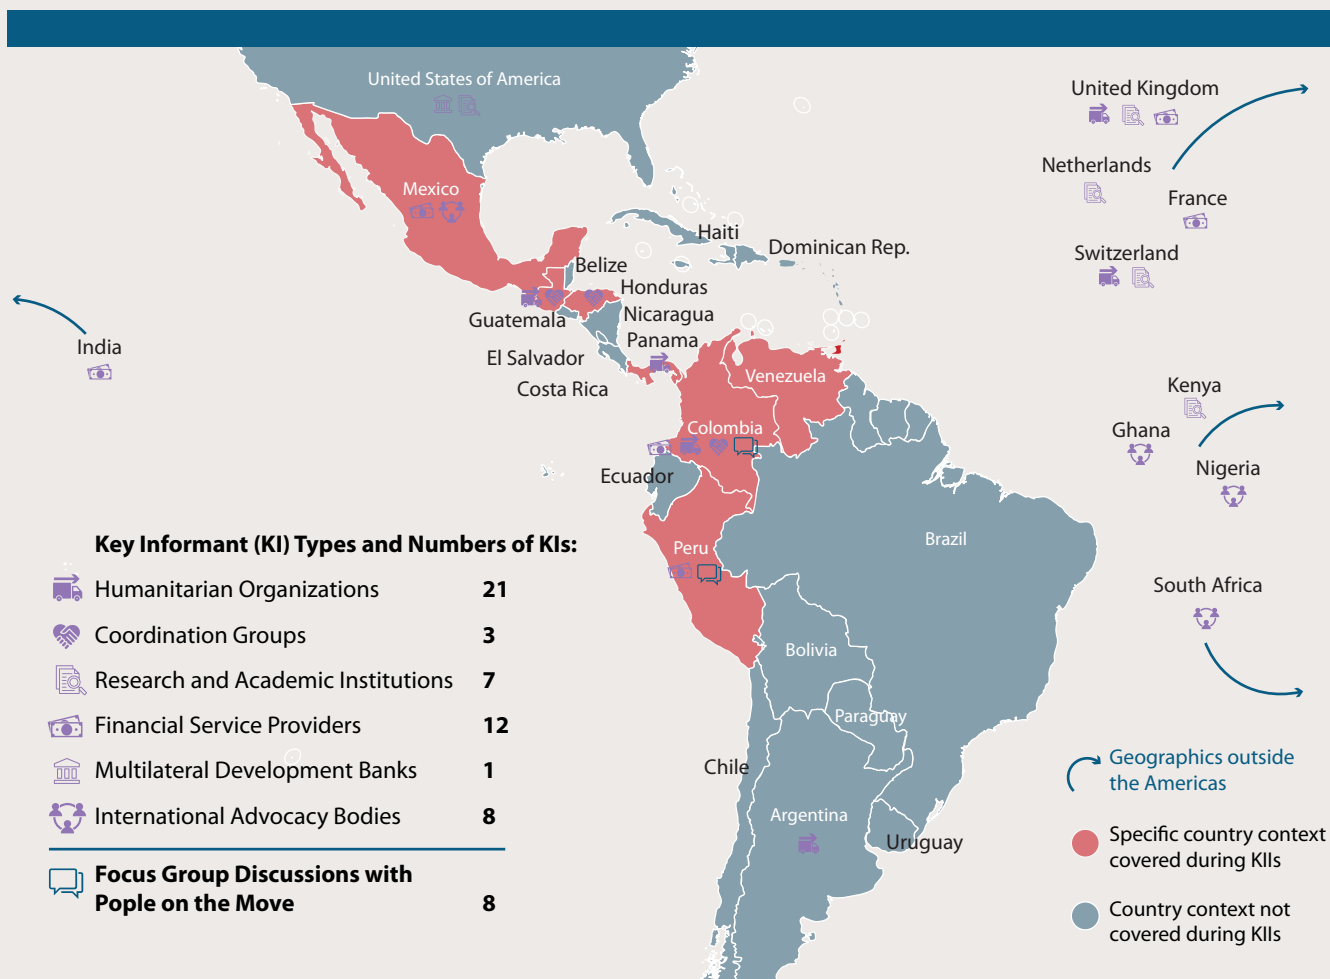 United States of America
Mexico
Haiti
Dominican Rep.
Belize
Honduras
Guatemala
Nicaragua
Panama
El Salvador
Costa Rica
Venezuela
Colombia
Ecuador
Peru
Brazil
Bolivia
Paraguay
Chile
Argentina
Uruguay
India
United Kingdom
Netherlands
France
Switzerland
Kenya
Ghana
Nigeria
South Africa
Key Informant (KI) Types and Numbers of KIs:
Humanitarian Organizations 21
Coordination Groups 3
Research and Academic Institutions 7
Financial Service Providers 12
Multilateral Development Banks 1
International Advocacy Bodies 8
Focus Group Discussions with
Pople on the Move 8
Geographics outside
the Americas
Specific country context
covered during KIIs
Country context not
covered during KIIs